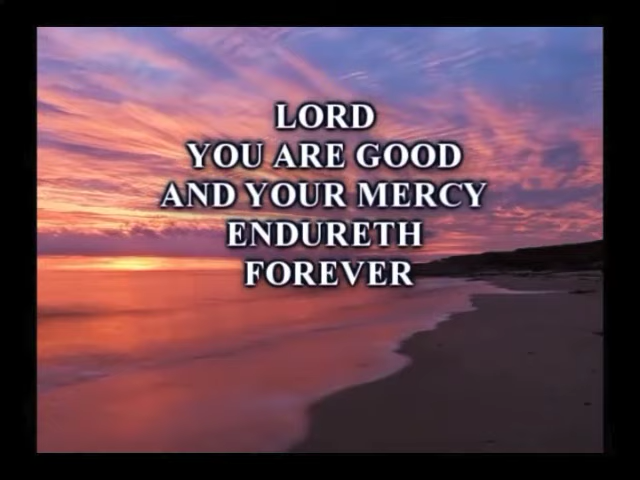 LORD
YOU ARE GOOD
AND YOUR MERCY
ENDURETH
FOREVER